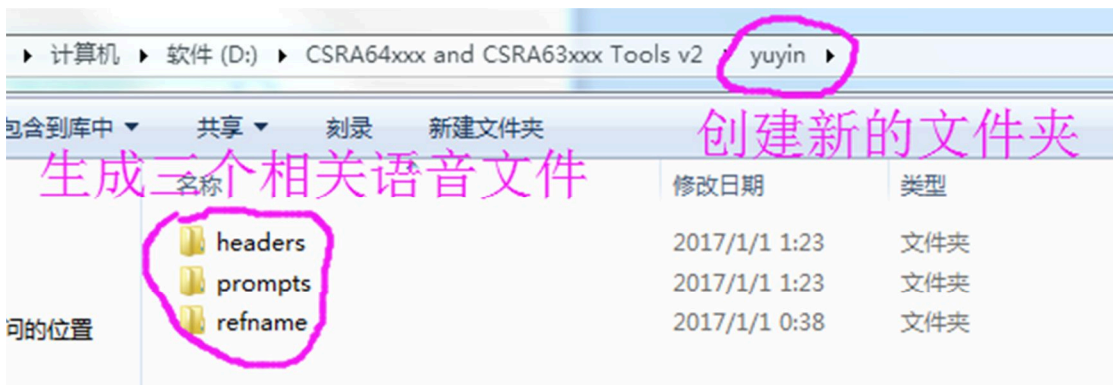 计算机 软件 (D:) CSRA64xxx and CSRA63xxx Tools v2 yuyin
包含到库中 共享 刻录 新建文件夹
创建新的文件夹
生成三个相关语音文件
名称 修改日期 类型
headers 2017/1/1 1:23 文件夹
prompts 2017/1/1 1:23 文件夹
refname 2017/1/1 0:38 文件夹
问的位置